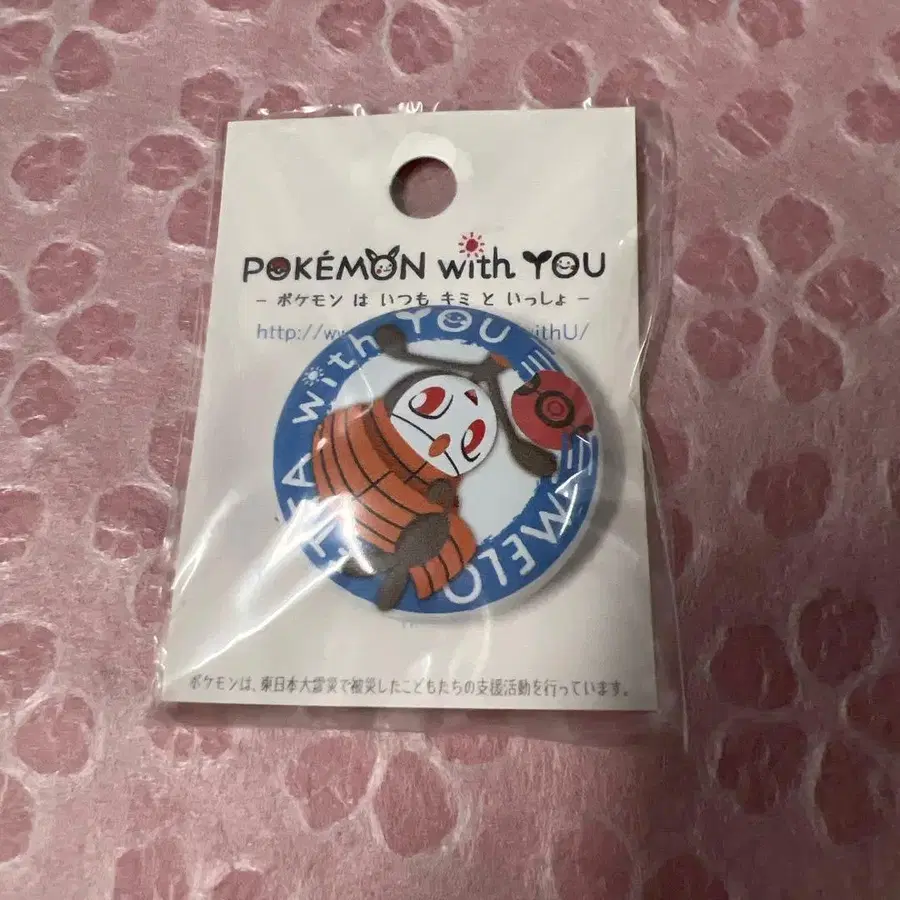 POKÉMON with YOU
- ポケモン は いつも キミ と いっしょ -
http://ww withU/
MELOETTA with YOU
ポケモンは、東日本大震災で被災したこどもたちの支援活動を行っています。